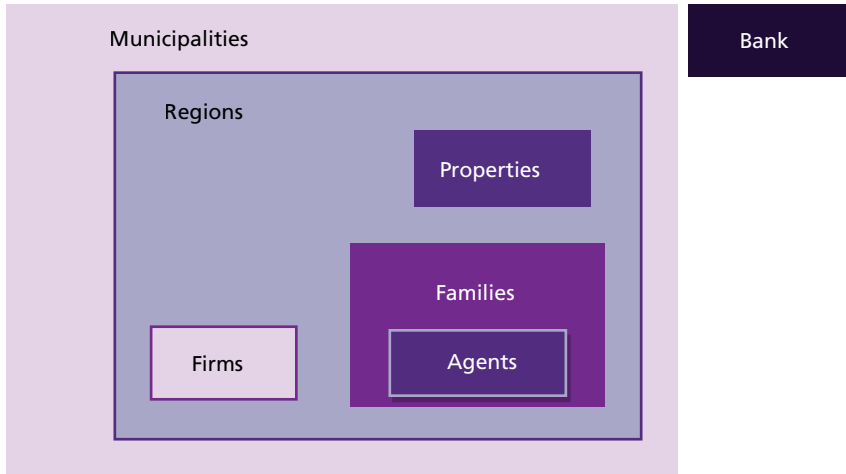 Municipalities
Bank
Regions
Properties
Families
Firms
Agents